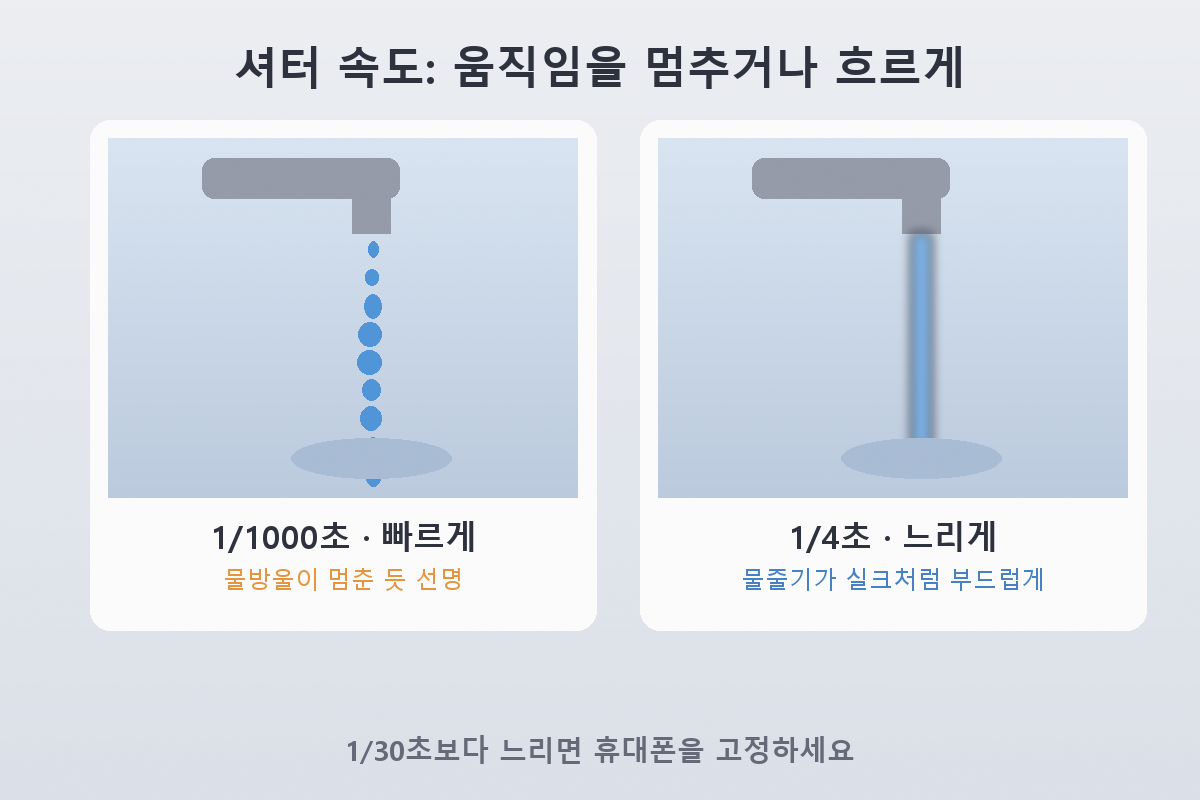 셔터 속도: 움직임을 멈추거나 흐르게
1/1000초 · 빠르게
물방울이 멈춘 듯 선명
1/4초 · 느리게
물줄기가 실크처럼 부드럽게
1/30초보다 느리면 휴대폰을 고정하세요